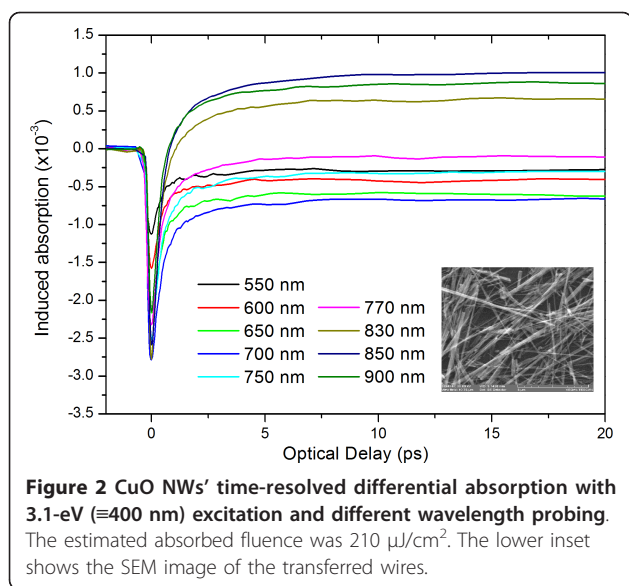 1.0
0.5
0.0
-0.5
-1.0
-1.5
-2.0
-2.5
-3.0
-3.5
Induced absorption (x10-3)
550 nm
600 nm
650 nm
700 nm
750 nm
770 nm
830 nm
850 nm
900 nm
0 5 10 15 20
Optical Delay (ps)
Figure 2 CuO NWs' time-resolved differential absorption with
3.1-eV (≡400 nm) excitation and different wavelength probing.
The estimated absorbed fluence was 210 μJ/cm². The lower inset
shows the SEM image of the transferred wires.